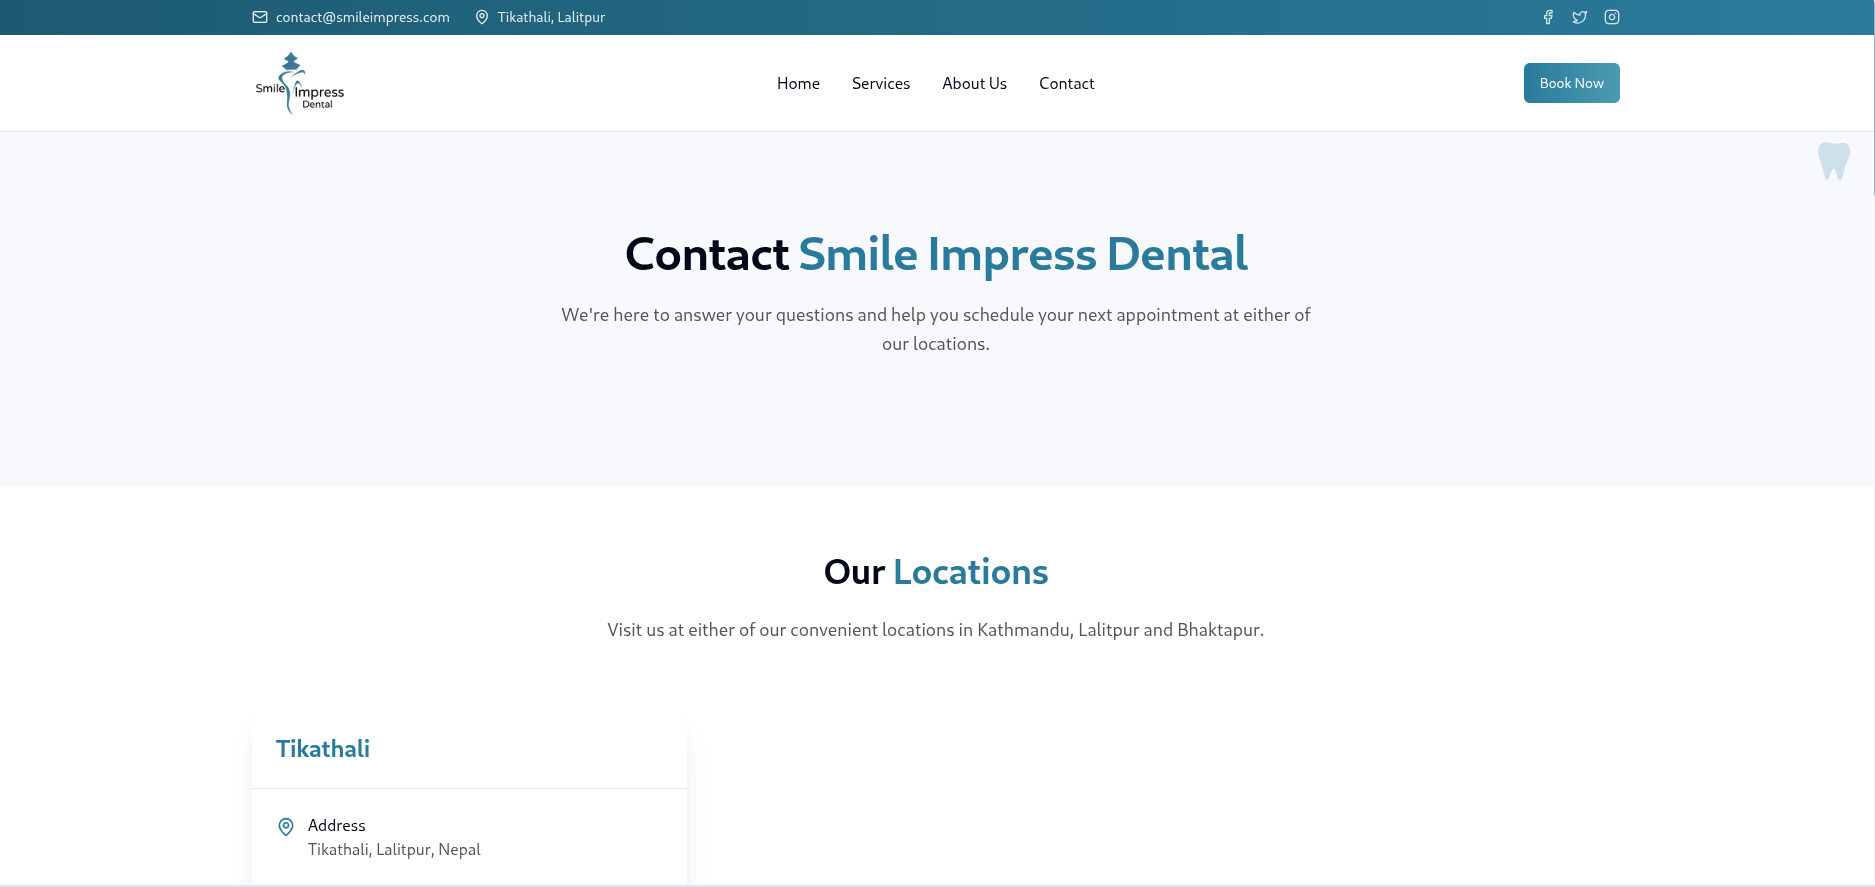 contact@smileimpress.com
Tikathali, Lalitpur
Smile Impress
Dental
Home
Services
About Us
Contact
Book Now
Contact Smile Impress Dental
We're here to answer your questions and help you schedule your next appointment at either of
our locations.
Our Locations
Visit us at either of our convenient locations in Kathmandu, Lalitpur and Bhaktapur.
Tikathali
Address
Tikathali, Lalitpur, Nepal